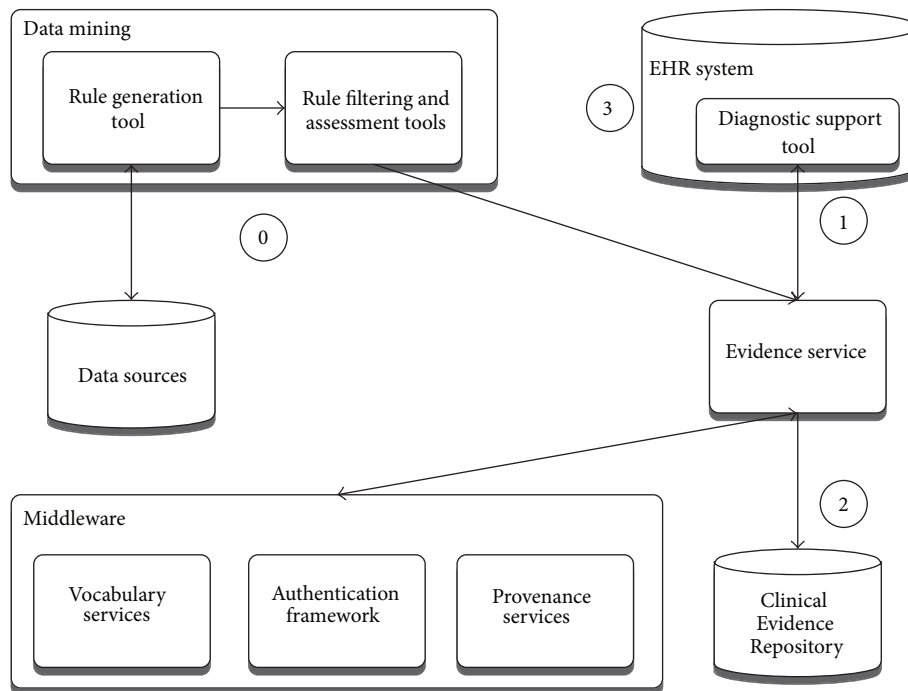 Data mining
Rule generation
tool
Rule filtering and
assessment tools
EHR system
3
Diagnostic support
tool
0
1
Data sources
Evidence service
Middleware
2
Vocabulary
services
Authentication
framework
Provenance
services
Clinical
Evidence
Repository